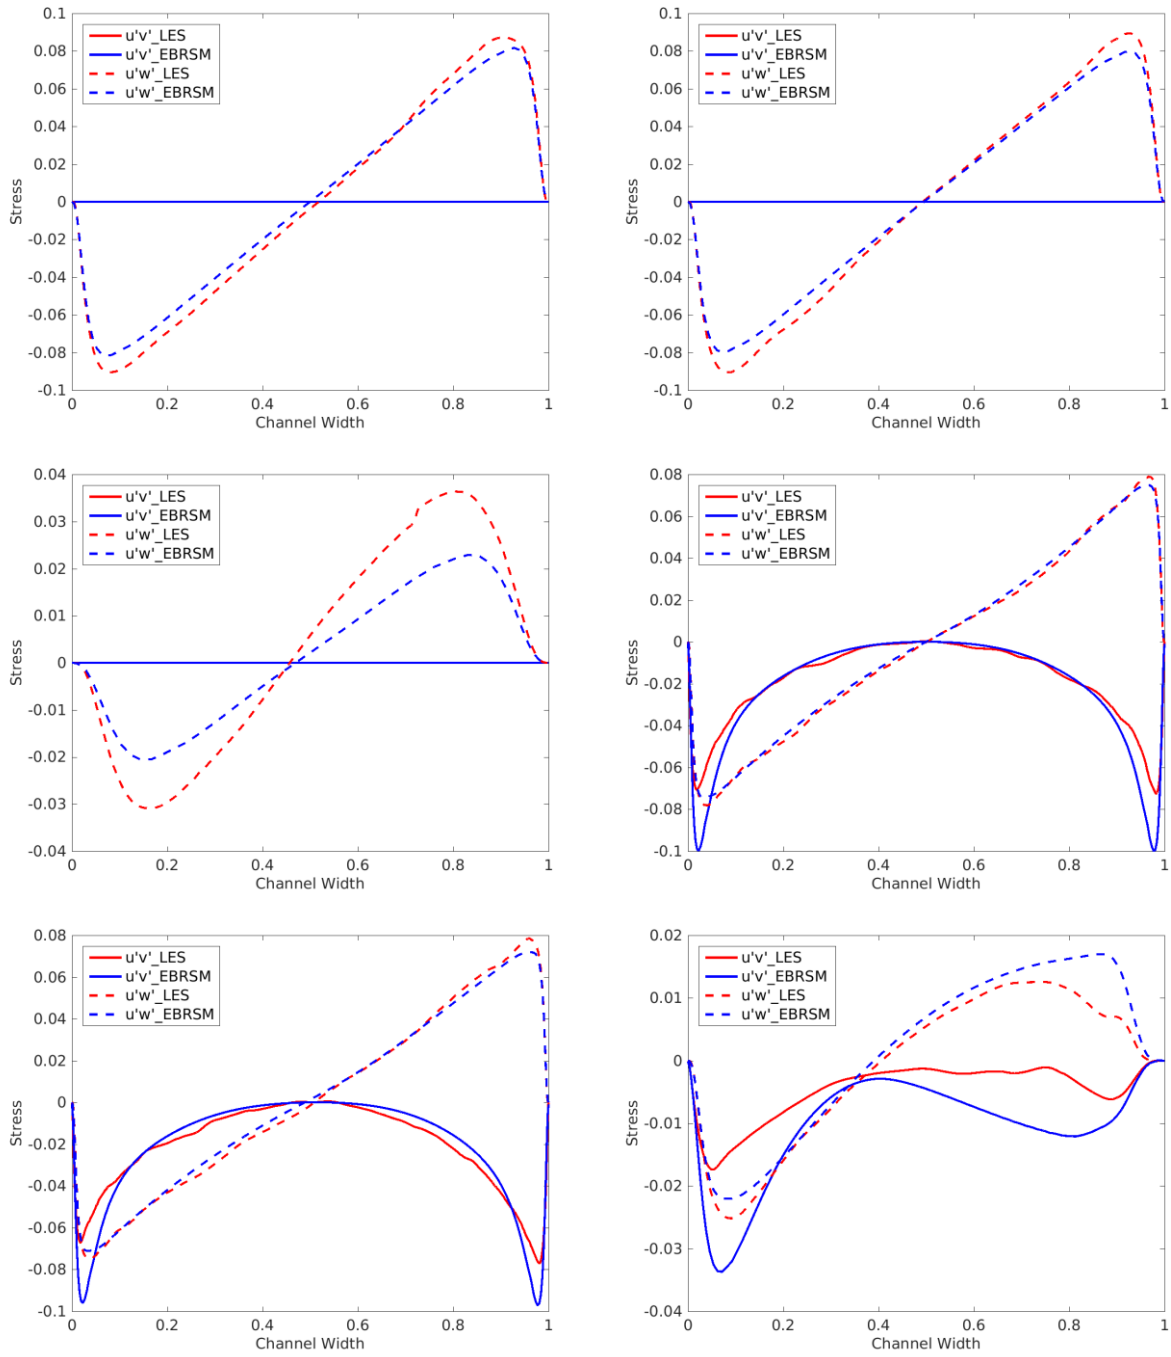 0.1
0.08
0.06
0.04
0.02
0
-0.02
-0.04
-0.06
-0.08
-0.1
Stress
u'v'_LES
u'v'_EBRSM
u'w'_LES
u'w'_EBRSM
0 0.2 0.4 0.6 0.8 1
Channel Width
0.1
0.08
0.06
0.04
0.02
0
-0.02
-0.04
-0.06
-0.08
-0.1
Stress
u'v'_LES
u'v'_EBRSM
u'w'_LES
u'w'_EBRSM
0 0.2 0.4 0.6 0.8 1
Channel Width
0.04
0.03
0.02
0.01
0
-0.01
-0.02
-0.03
-0.04
Stress
u'v'_LES
u'v'_EBRSM
u'w'_LES
u'w'_EBRSM
0 0.2 0.4 0.6 0.8 1
Channel Width
0.08
0.06
0.04
0.02
0
-0.02
-0.04
-0.06
-0.08
-0.1
Stress
u'v'_LES
u'v'_EBRSM
u'w'_LES
u'w'_EBRSM
0 0.2 0.4 0.6 0.8 1
Channel Width
0.08
0.06
0.04
0.02
0
-0.02
-0.04
-0.06
-0.08
-0.1
Stress
u'v'_LES
u'v'_EBRSM
u'w'_LES
u'w'_EBRSM
0 0.2 0.4 0.6 0.8 1
Channel Width
0.02
0.01
0
-0.01
-0.02
-0.03
-0.04
Stress
u'v'_LES
u'v'_EBRSM
u'w'_LES
u'w'_EBRSM
0 0.2 0.4 0.6 0.8 1
Channel Width